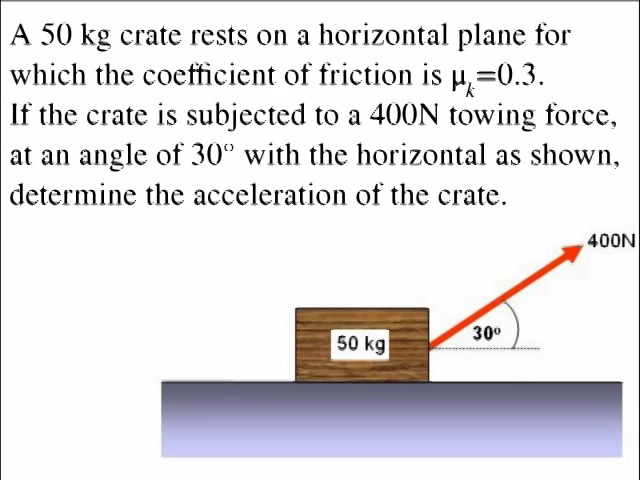 A 50 kg crate rests on a horizontal plane for
which the coefficient of friction is μk=0.3.
If the crate is subjected to a 400N towing force,
at an angle of 30° with the horizontal as shown,
determine the acceleration of the crate.
400N
30°
50 kg